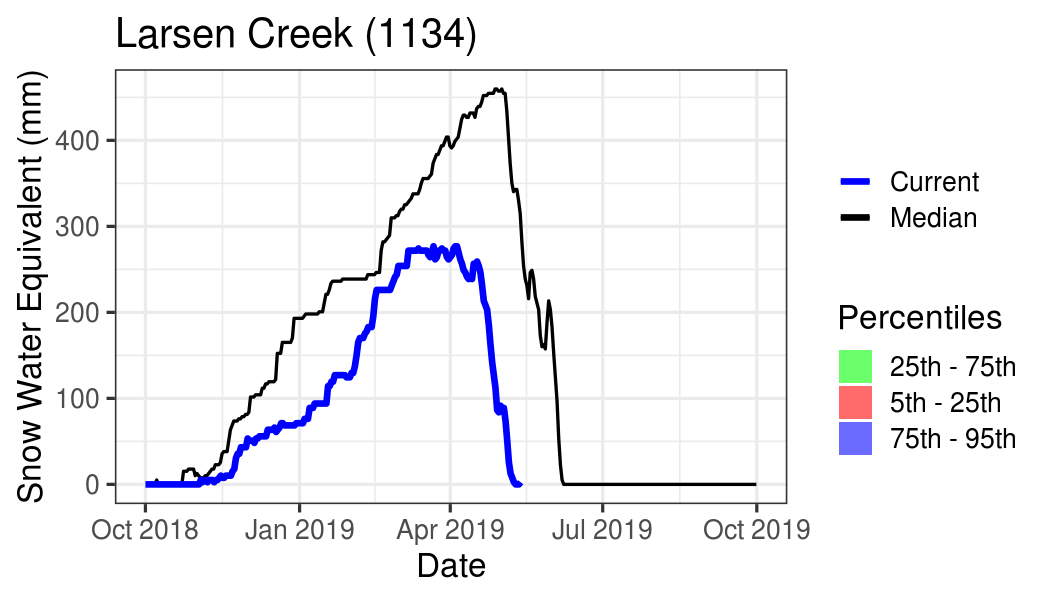 Larsen Creek (1134)
Snow Water Equivalent (mm)
400
300
200
100
0
Oct 2018
Jan 2019
Apr 2019
Jul 2019
Oct 2019
Date
Current
Median
Percentiles
25th - 75th
5th - 25th
75th - 95th